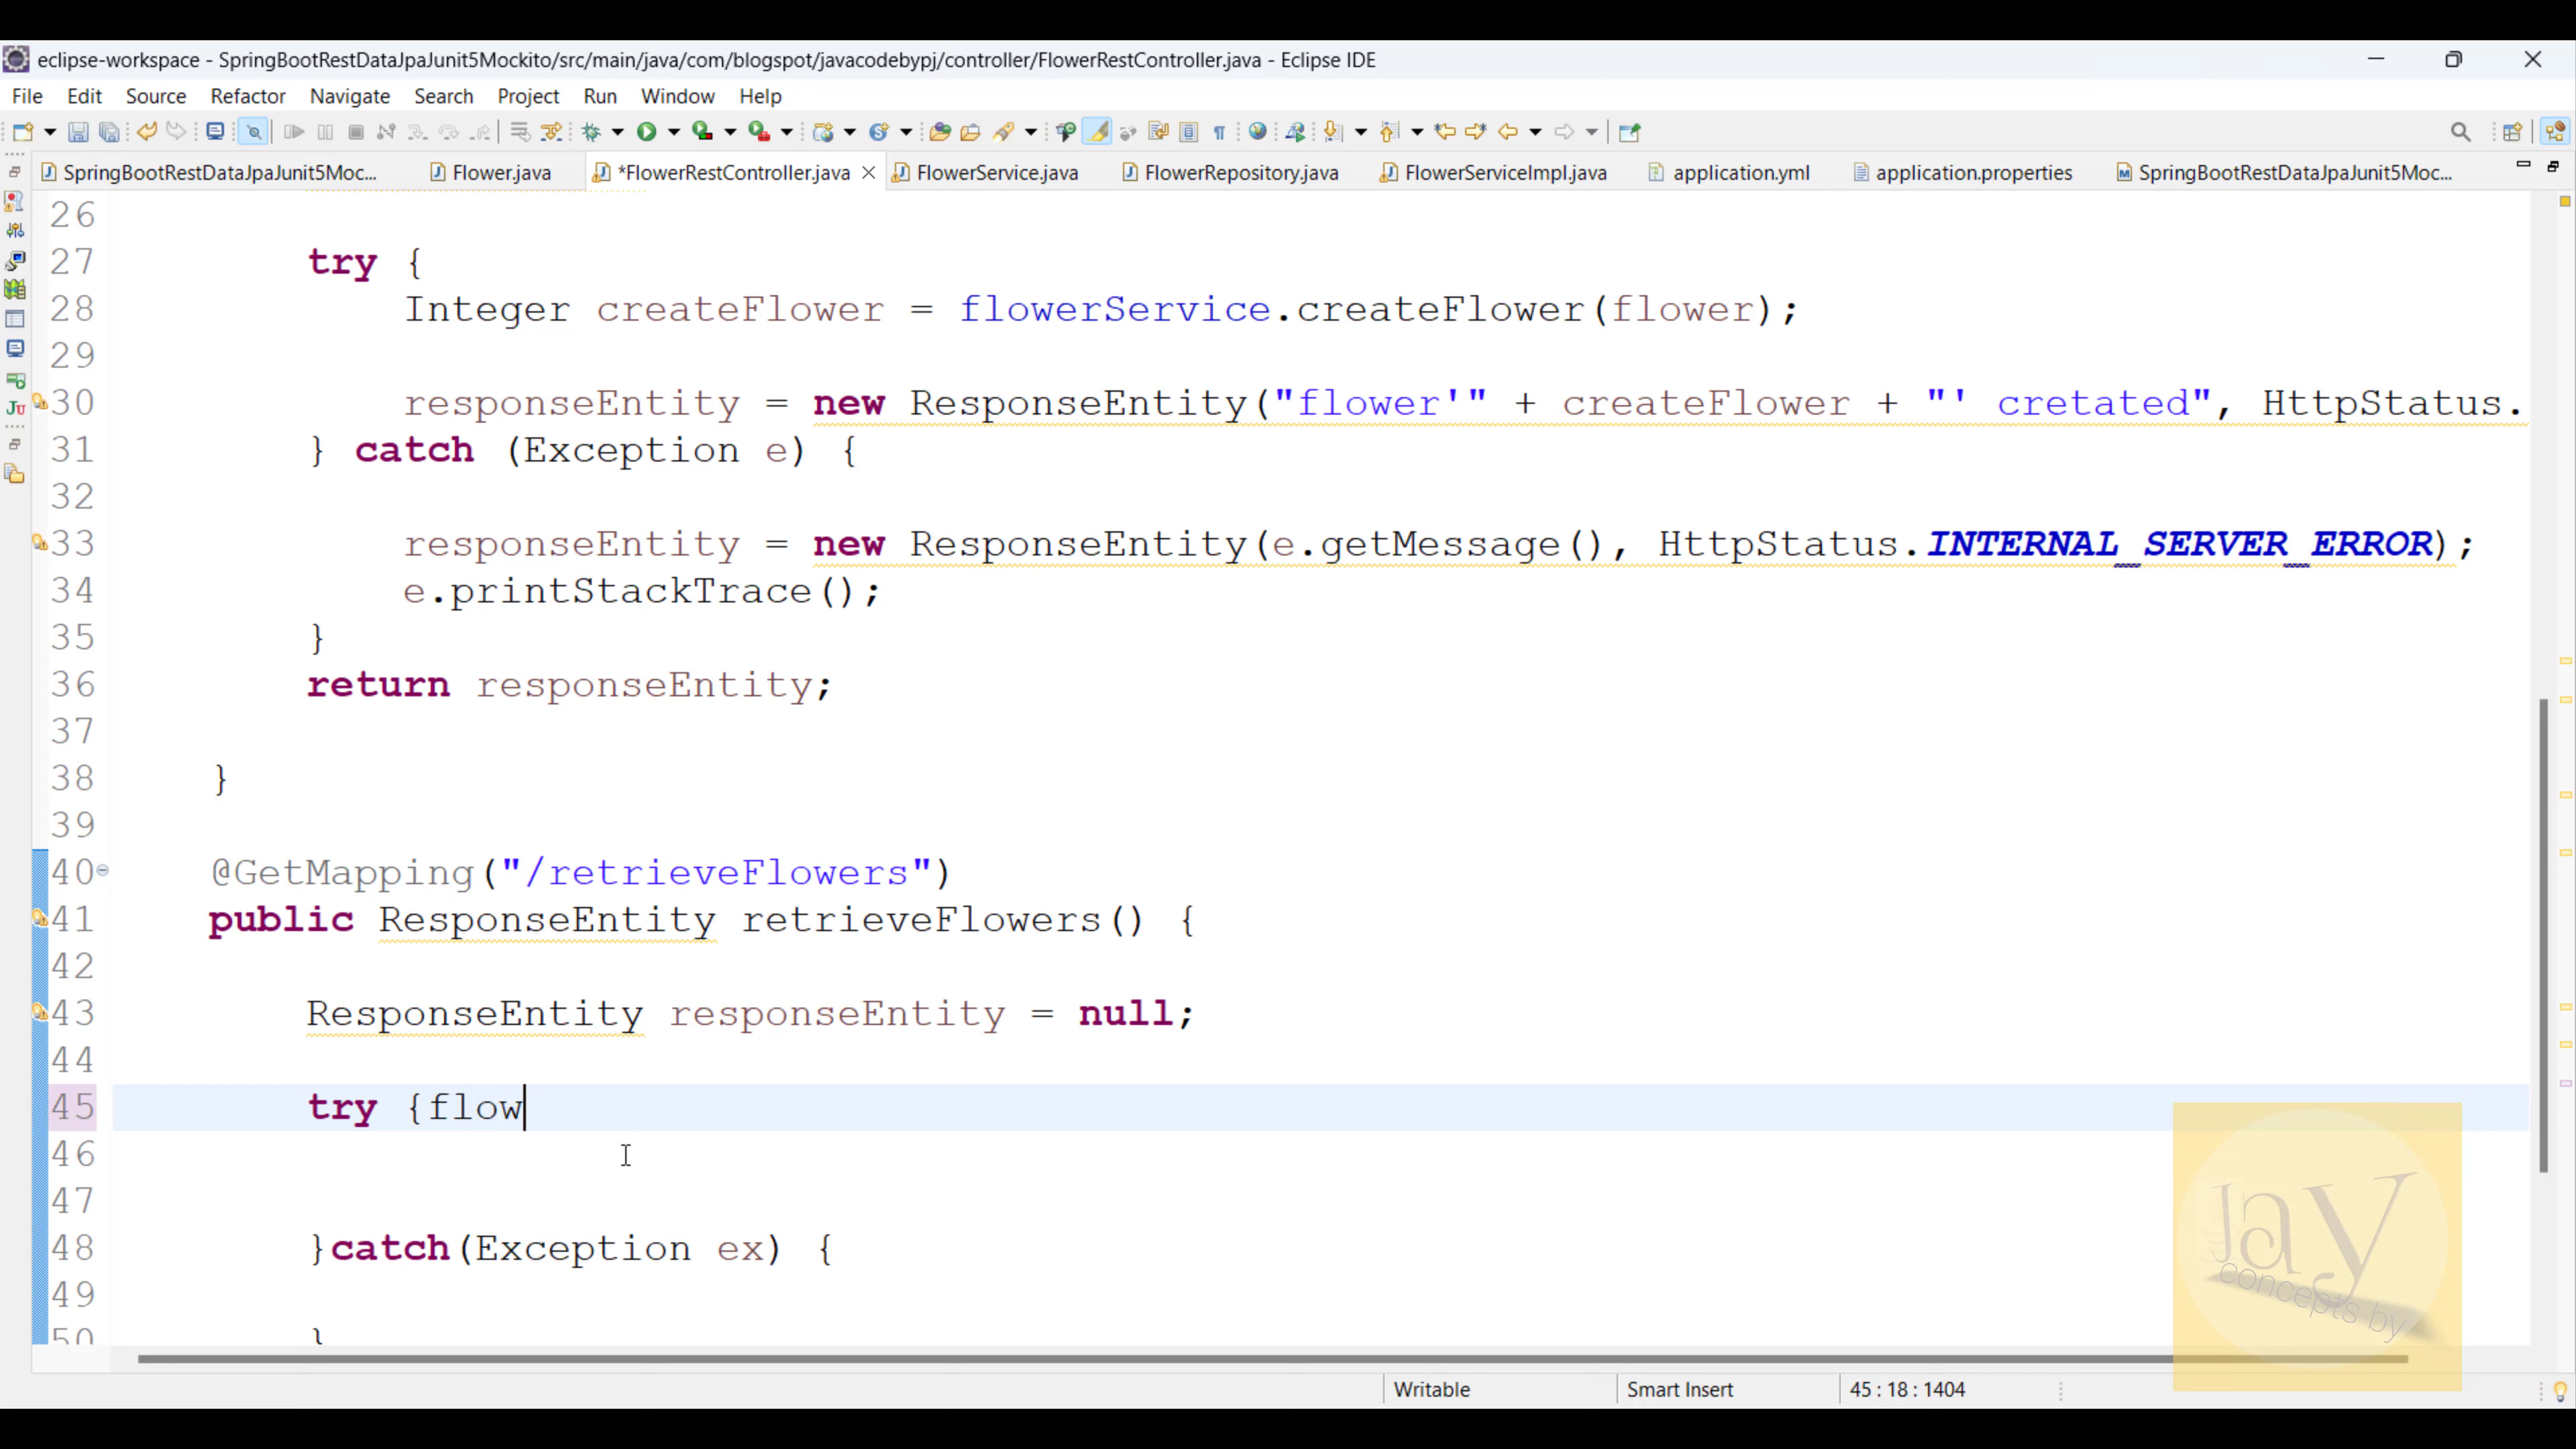 eclipse-workspace - SpringBootRestDataJpaJunit5Mockito/src/main/java/com/blogspot/javacodebypj/controller/FlowerRestController.java - Eclipse IDE
File Edit Source Refactor Navigate Search Project Run Window Help
SpringBootRestDataJpaJunit5Moc... Flower.java *FlowerRestController.java FlowerService.java FlowerRepository.java FlowerServiceImpl.java application.yml application.properties SpringBootRestDataJpaJunit5Moc...
26
27 try {
28 Integer createFlower = flowerService.createFlower(flower);
29
30 responseEntity = new ResponseEntity("flower'" + createFlower + "' cretated", HttpStatus.
31 } catch (Exception e) {
32
33 responseEntity = new ResponseEntity(e.getMessage(), HttpStatus.INTERNAL_SERVER_ERROR);
34 e.printStackTrace();
35 }
36 return responseEntity;
37
38 }
39
40 @GetMapping("/retrieveFlowers")
41 public ResponseEntity retrieveFlowers() {
42
43 ResponseEntity responseEntity = null;
44
45 try {flow
46
47
48 }catch(Exception ex) {
49
50 }
Writable Smart Insert 45 : 18 : 1404
Jay
concepts by